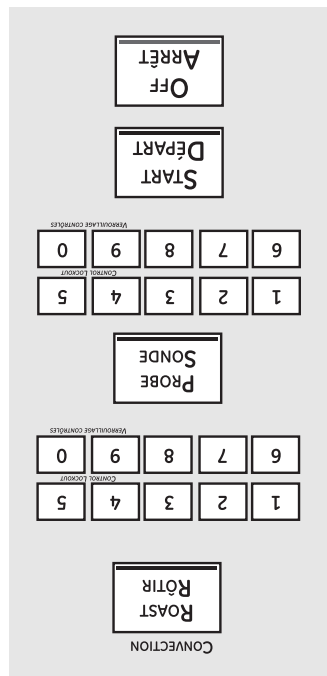 CONVECTION
ROAST
RÔTIR
1 2 3 4 5
CONTROL LOCKOUT
6 7 8 9 0
VERROUILLAGE CONTRÔLES
PROBE
SONDE
1 2 3 4 5
CONTROL LOCKOUT
6 7 8 9 0
VERROUILLAGE CONTRÔLES
START
DÉPART
OFF
ARRÊT